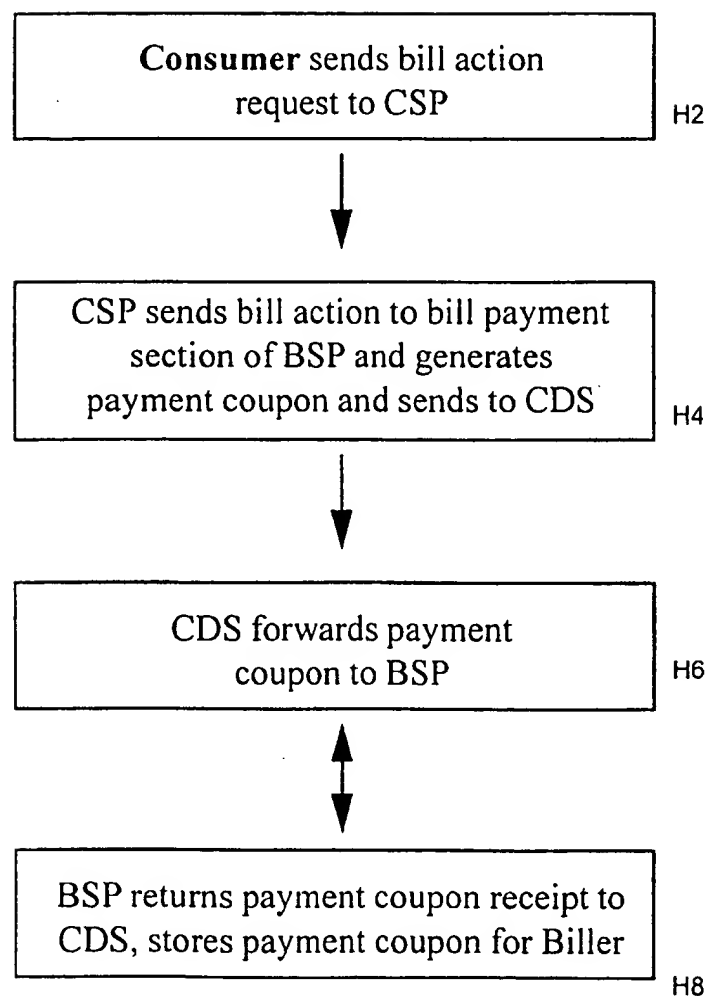 Consumer sends bill action
request to CSP
H2
CSP sends bill action to bill payment
section of BSP and generates
payment coupon and sends to CDS
H4
CDS forwards payment
coupon to BSP
H6
BSP returns payment coupon receipt to
CDS, stores payment coupon for Biller
H8